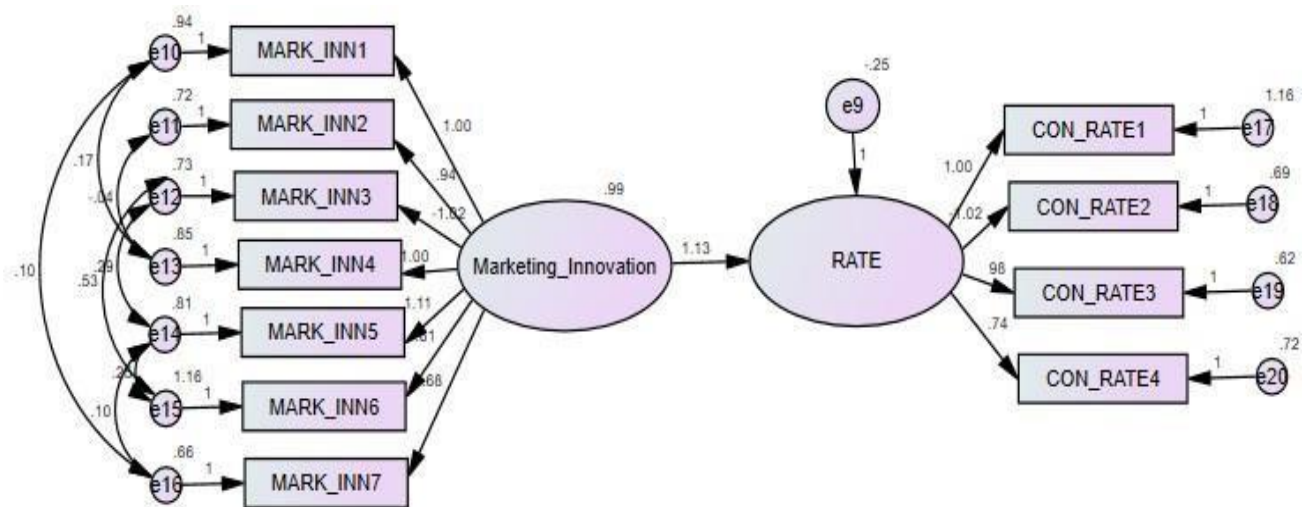 .94
e10
1
MARK_INN1
.72
e11
1
MARK_INN2
.73
e12
1
MARK_INN3
.65
e13
1
MARK_INN4
.81
e14
1
MARK_INN5
1.16
e15
1
MARK_INN6
.66
e16
1
MARK_INN7
.17
-.04
.10
.29
.53
.10
1.00
.94
-1.02
1.00
1.11
.99
Marketing_Innovation
1.13
-.25
e9
1
RATE
1.00
-1.02
.98
.74
CON_RATE1
1
1.16
e17
CON_RATE2
1
.69
e18
CON_RATE3
1
.62
e19
CON_RATE4
1
.72
e20